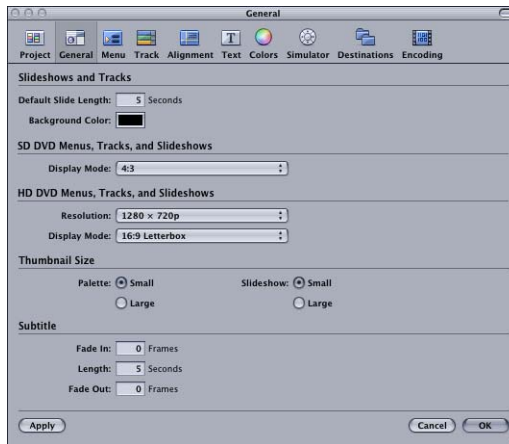 General
Project General Menu Track Alignment Text Colors Simulator Destinations Encoding
Slideshows and Tracks
Default Slide Length: 5 Seconds
Background Color:
SD DVD Menus, Tracks, and Slideshows
Display Mode: 4:3
HD DVD Menus, Tracks, and Slideshows
Resolution: 1280 × 720p
Display Mode: 16:9 Letterbox
Thumbnail Size
Palette: Small Slideshow: Small
Large Large
Subtitle
Fade In: 0 Frames
Length: 5 Seconds
Fade Out: 0 Frames
Apply Cancel OK